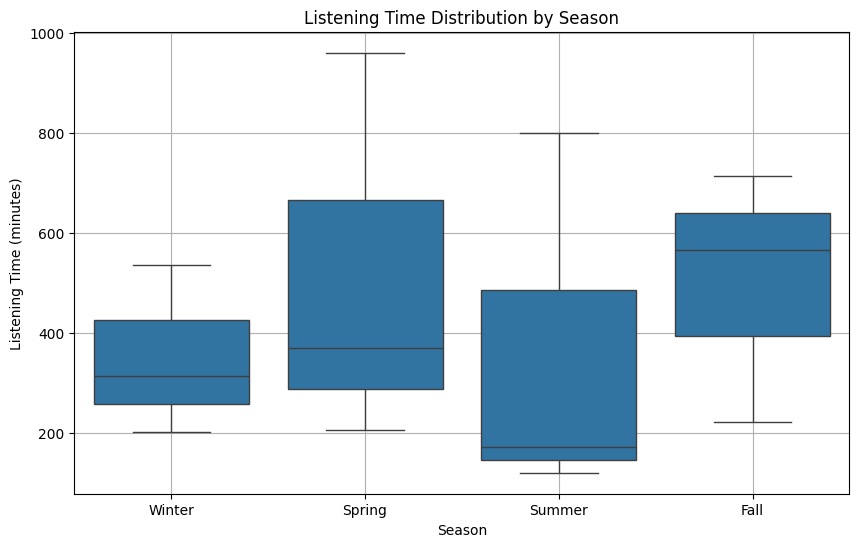 Listening Time Distribution by Season
1000
800
600
400
200
Listening Time (minutes)
Winter Spring Summer Fall
Season